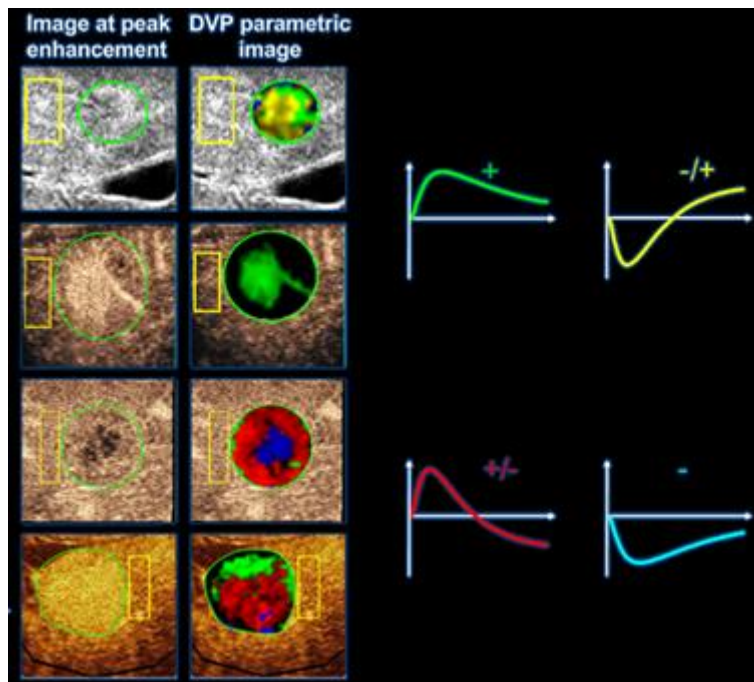 Image at peak
enhancement
DVP parametric
image
+
-/+
+/-
-